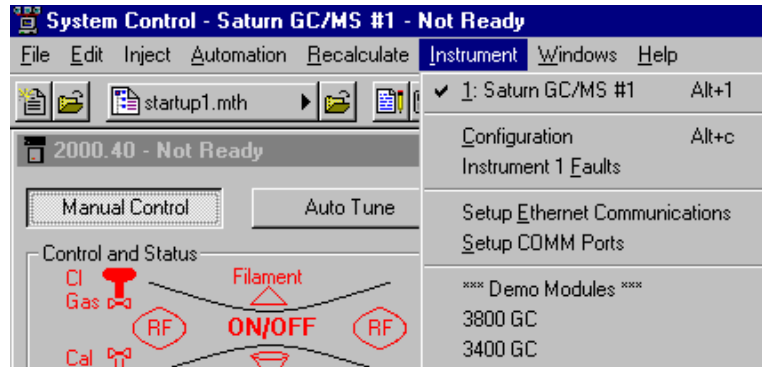 System Control - Saturn GC/MS #1 - Not Ready
File Edit Inject Automation Recalculate Instrument Windows Help
startup1.mth
1: Saturn GC/MS #1 Alt+1
Configuration Alt+c
Instrument 1 Faults
Setup Ethernet Communications
Setup COMM Ports
*** Demo Modules ***
3800 GC
3400 GC
2000.40 - Not Ready
Manual Control Auto Tune
Control and Status
CI Gas
Filament
RF ON/OFF RF
Cal